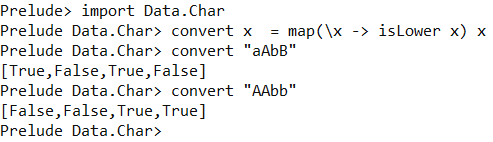 Prelude> import Data.Char
Prelude Data.Char> convert x  = map(\x -> isLower x) x
Prelude Data.Char> convert "aAbB"
[True,False,True,False]
Prelude Data.Char> convert "AAbb"
[False,False,True,True]
Prelude Data.Char>